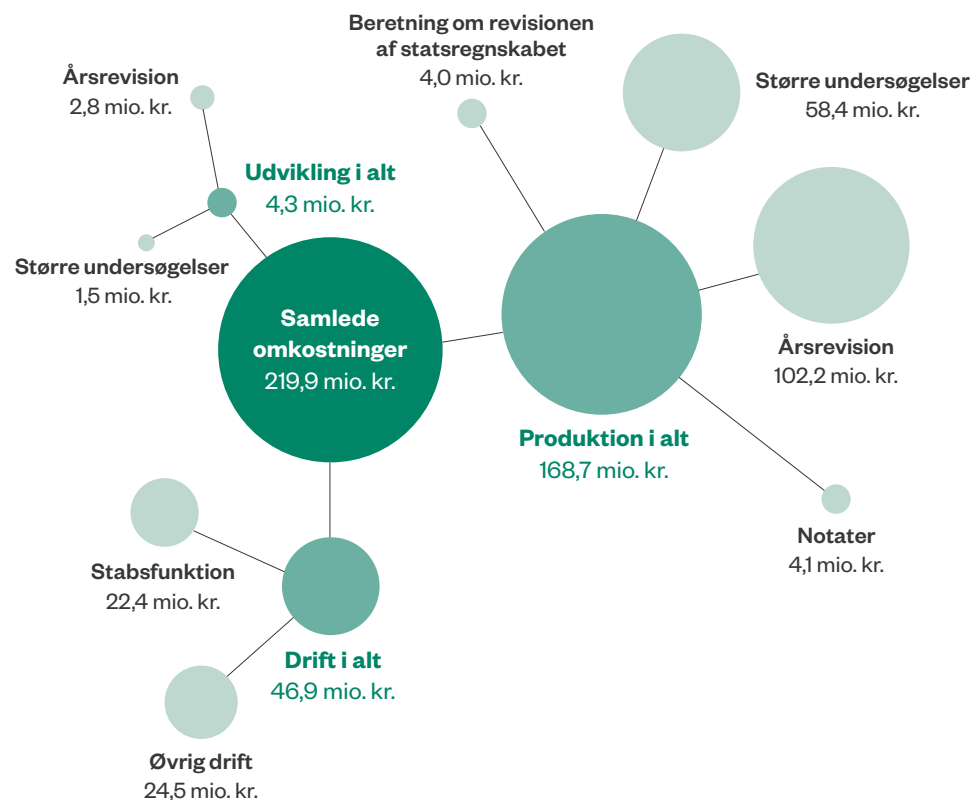 Beretning om revisionen
af statsregnskabet
4,0 mio. kr.
Årsrevision
2,8 mio. kr.
Større undersøgelser
58,4 mio. kr.
Udvikling i alt
4,3 mio. kr.
Større undersøgelser
1,5 mio. kr.
Samlede
omkostninger
219,9 mio. kr.
Årsrevision
102,2 mio. kr.
Produktion i alt
168,7 mio. kr.
Notater
4,1 mio. kr.
Stabsfunktion
22,4 mio. kr.
Drift i alt
46,9 mio. kr.
Øvrig drift
24,5 mio. kr.